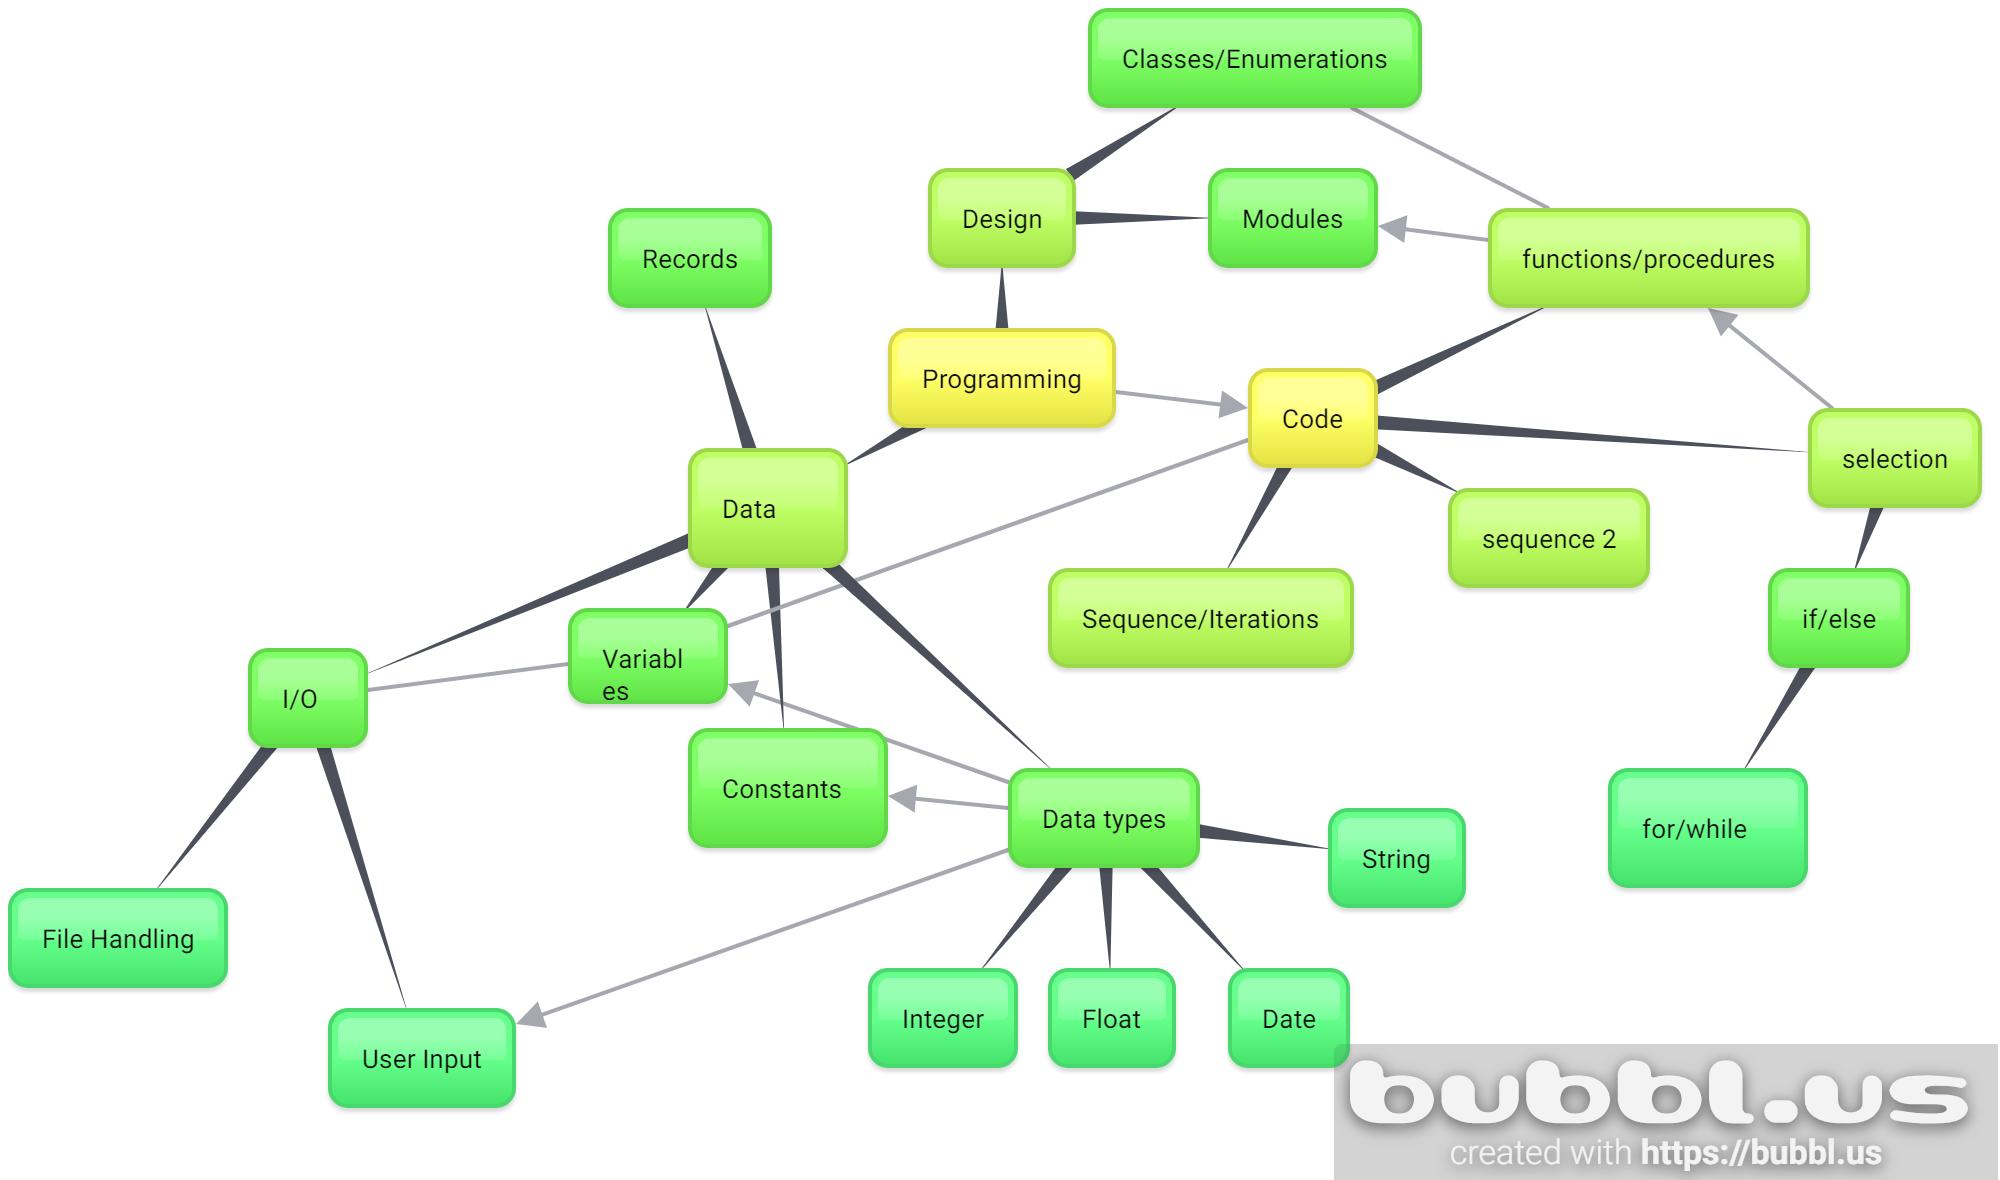 Classes/Enumerations
Design
Modules
Records
functions/procedures
Programming
Code
selection
Data
sequence 2
Sequence/Iterations
if/else
Variabl
es
I/O
Constants
Data types
for/while
String
File Handling
Integer
Float
Date
User Input
bubbl.us
created with https://bubbl.us